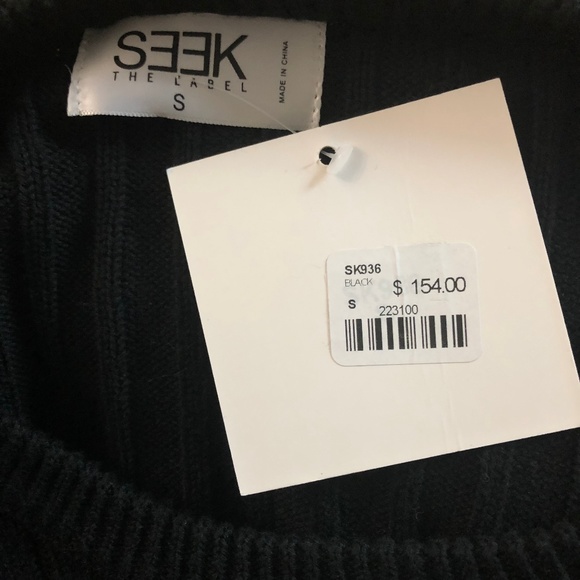 SEEK
THE LABEL
S
MADE IN CHINA
SK936
BLACK
$ 154.00
S
223100